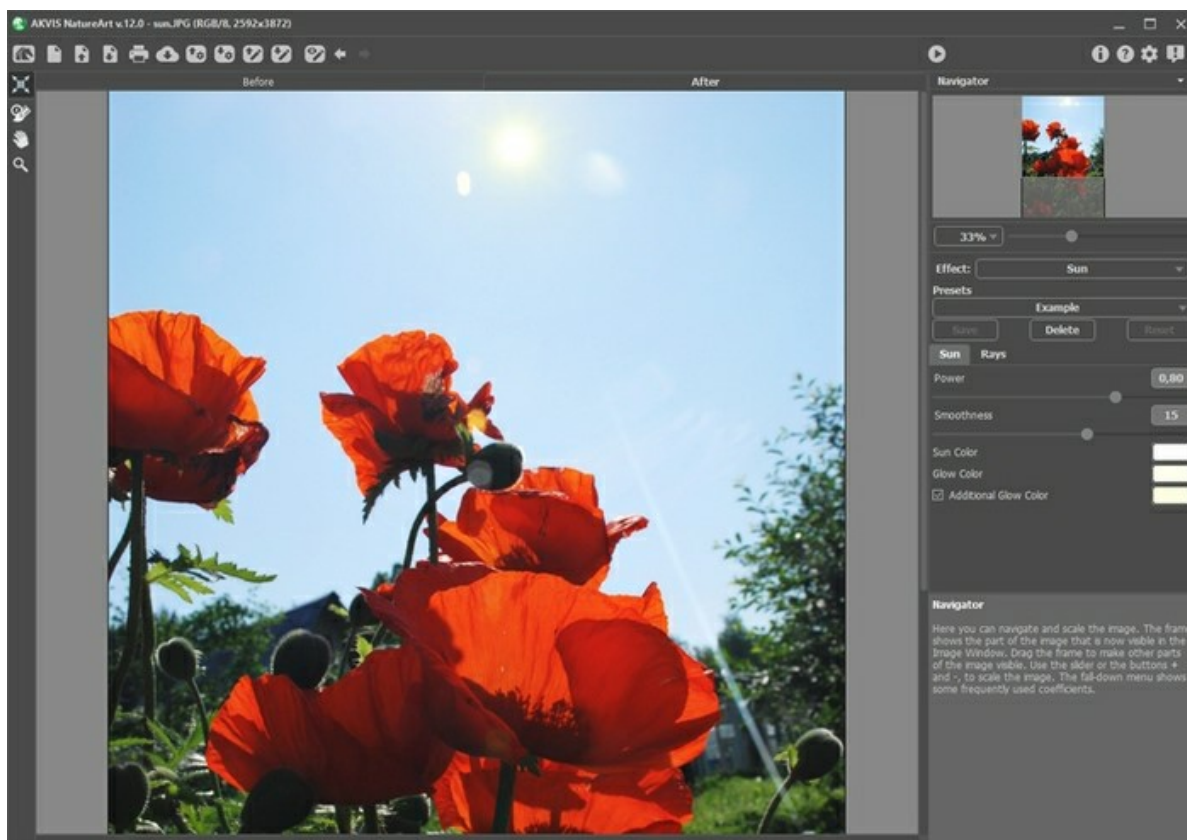 AKVIS NatureArt v.12.0 - sun.JPG (RGB/8, 2592x3872)
Before
After
Navigator
33%
Effect: Sun
Presets
Example
Save Delete Reset
Sun Rays
Power 0,80
Smoothness 15
Sun Color
Glow Color
Additional Glow Color
Navigator
Here you can navigate and scale the image. The frame
shows the part of the image that is now visible in the
Image Window. Drag the frame to make other parts
of the image visible. Use the slider or the buttons +
and -, to scale the image. The fall-down menu shows
some frequently used coefficients.